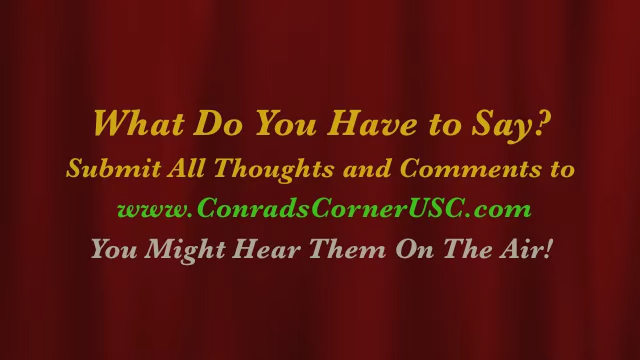 What Do You Have to Say?
Submit All Thoughts and Comments to
www.ConradsCornerUSC.com
You Might Hear Them On The Air!